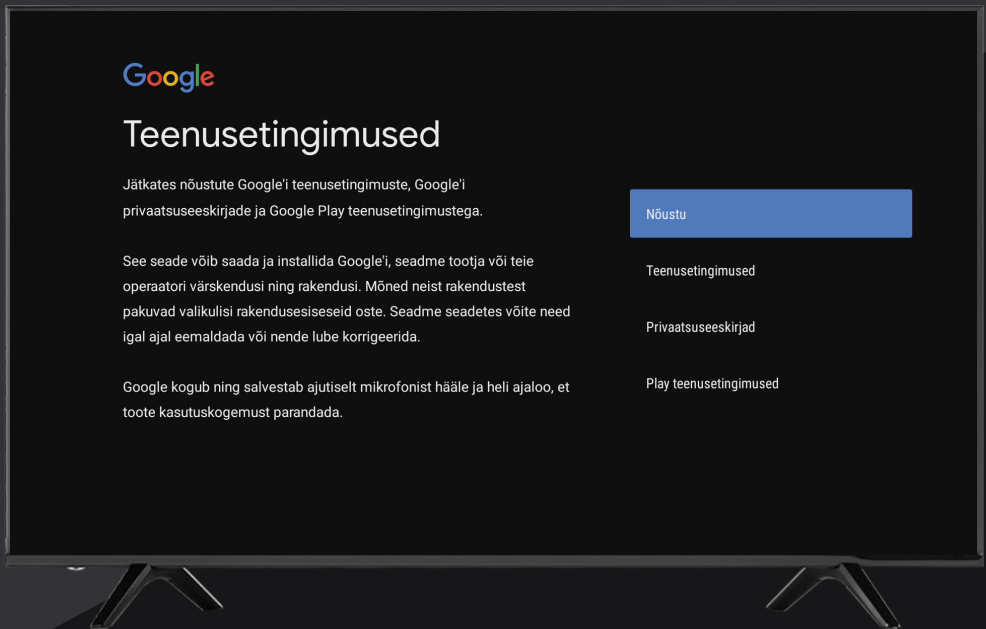 Google
Teenusetingimused
Jätkates nõustute Google'i teenusetingimuste, Google'i
privaatsuseeskirjade ja Google Play teenusetingimustega.
See seade võib saada ja installida Google'i, seadme tootja või teie
operaatori värskendusi ning rakendusi. Mõned neist rakendustest
pakuvad valikulisi rakendusesiseseid oste. Seadme seadetes võite need
igal ajal eemaldada või nende lube korrigeerida.
Google kogub ning salvestab ajutiselt mikrofonist hääle ja heli ajaloo, et
toote kasutuskogemust parandada.
Nõustu
Teenusetingimused
Privaatsuseeskirjad
Play teenusetingimused